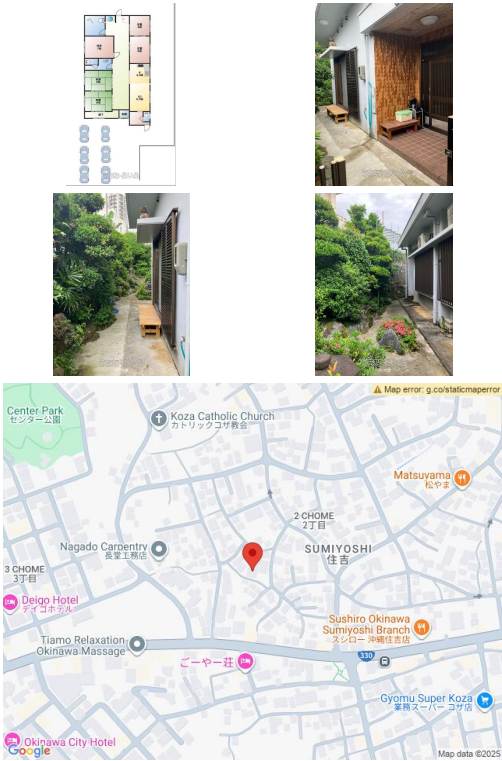 Map error: g.co/staticmaperror
Center Park
センター公園
Koza Catholic Church
カトリックコザ教会
Matsuyama
松やま
2 CHOME
2丁目
Nagado Carpentry
長堂工務店
SUMIYOSHI
住吉
3 CHOME
3丁目
Deigo Hotel
デイゴホテル
Sushiro Okinawa
Sumiyoshi Branch
スシロー 沖縄住吉店
Tiamo Relaxation
Okinawa Massage
ごーやー荘
330
Gyomu Super Koza
業務スーパー コザ店
Okinawa City Hotel
Google
Map data ©2025